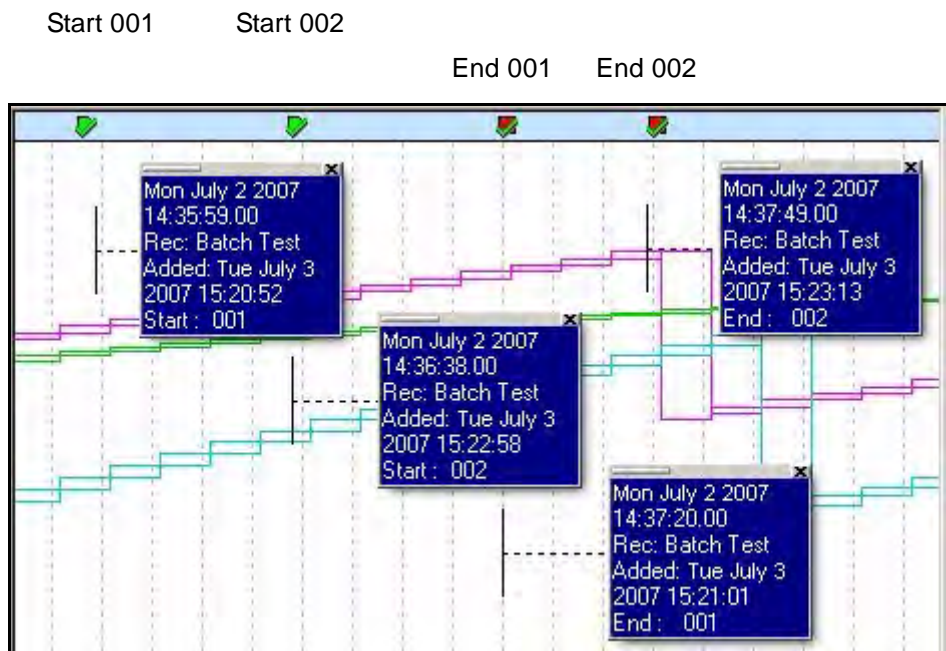 Start 001 Start 002
End 001 End 002
Mon July 2 2007
14:35:59.00
Rec: Batch Test
Added: Tue July 3
2007 15:20:52
Start : 001
Mon July 2 2007
14:36:38.00
Rec: Batch Test
Added: Tue July 3
2007 15:22:58
Start : 002
Mon July 2 2007
14:37:49.00
Rec: Batch Test
Added: Tue July 3
2007 15:23:13
End : 002
Mon July 2 2007
14:37:20.00
Rec: Batch Test
Added: Tue July 3
2007 15:21:01
End : 001